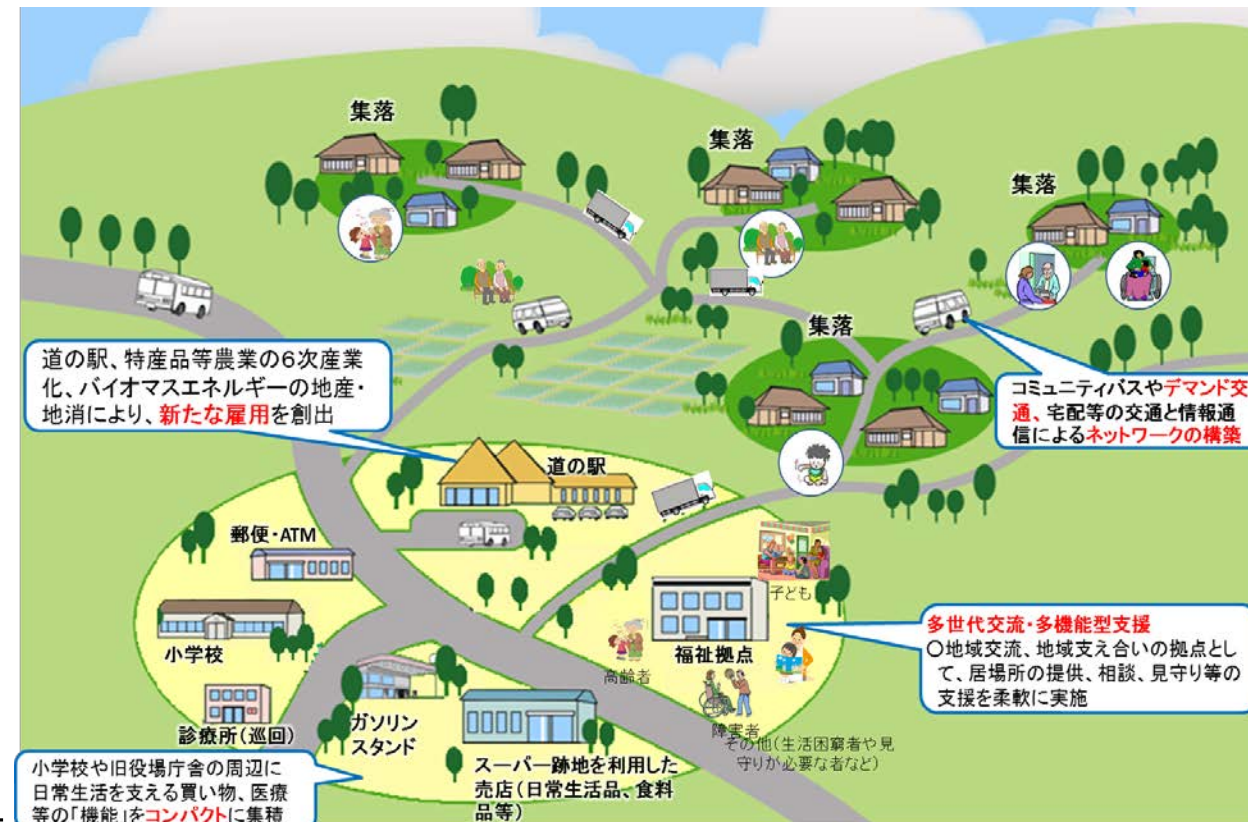 集落
集落
集落
集落
道の駅、特産品等農業の6次産業
化、バイオマスエネルギーの地産・
地消により、新たな雇用を創出
コミュニティバスやデマンド交
通、宅配等の交通と情報通
信によるネットワークの構築
道の駅
郵便・ATM
小学校
診療所(巡回)
ガソリン
スタンド
スーパー跡地を利用した
売店(日常生活品、食料
品等)
子ども
福祉拠点
高齢者
障害者
その他(生活困窮者や見
守りが必要な者など)
多世代交流・多機能型支援
〇地域交流、地域支え合いの拠点とし
て、居場所の提供、相談、見守り等の
支援を柔軟に実施
小学校や旧役場庁舎の周辺に
日常生活を支える買い物、医療
等の「機能」をコンパクトに集積